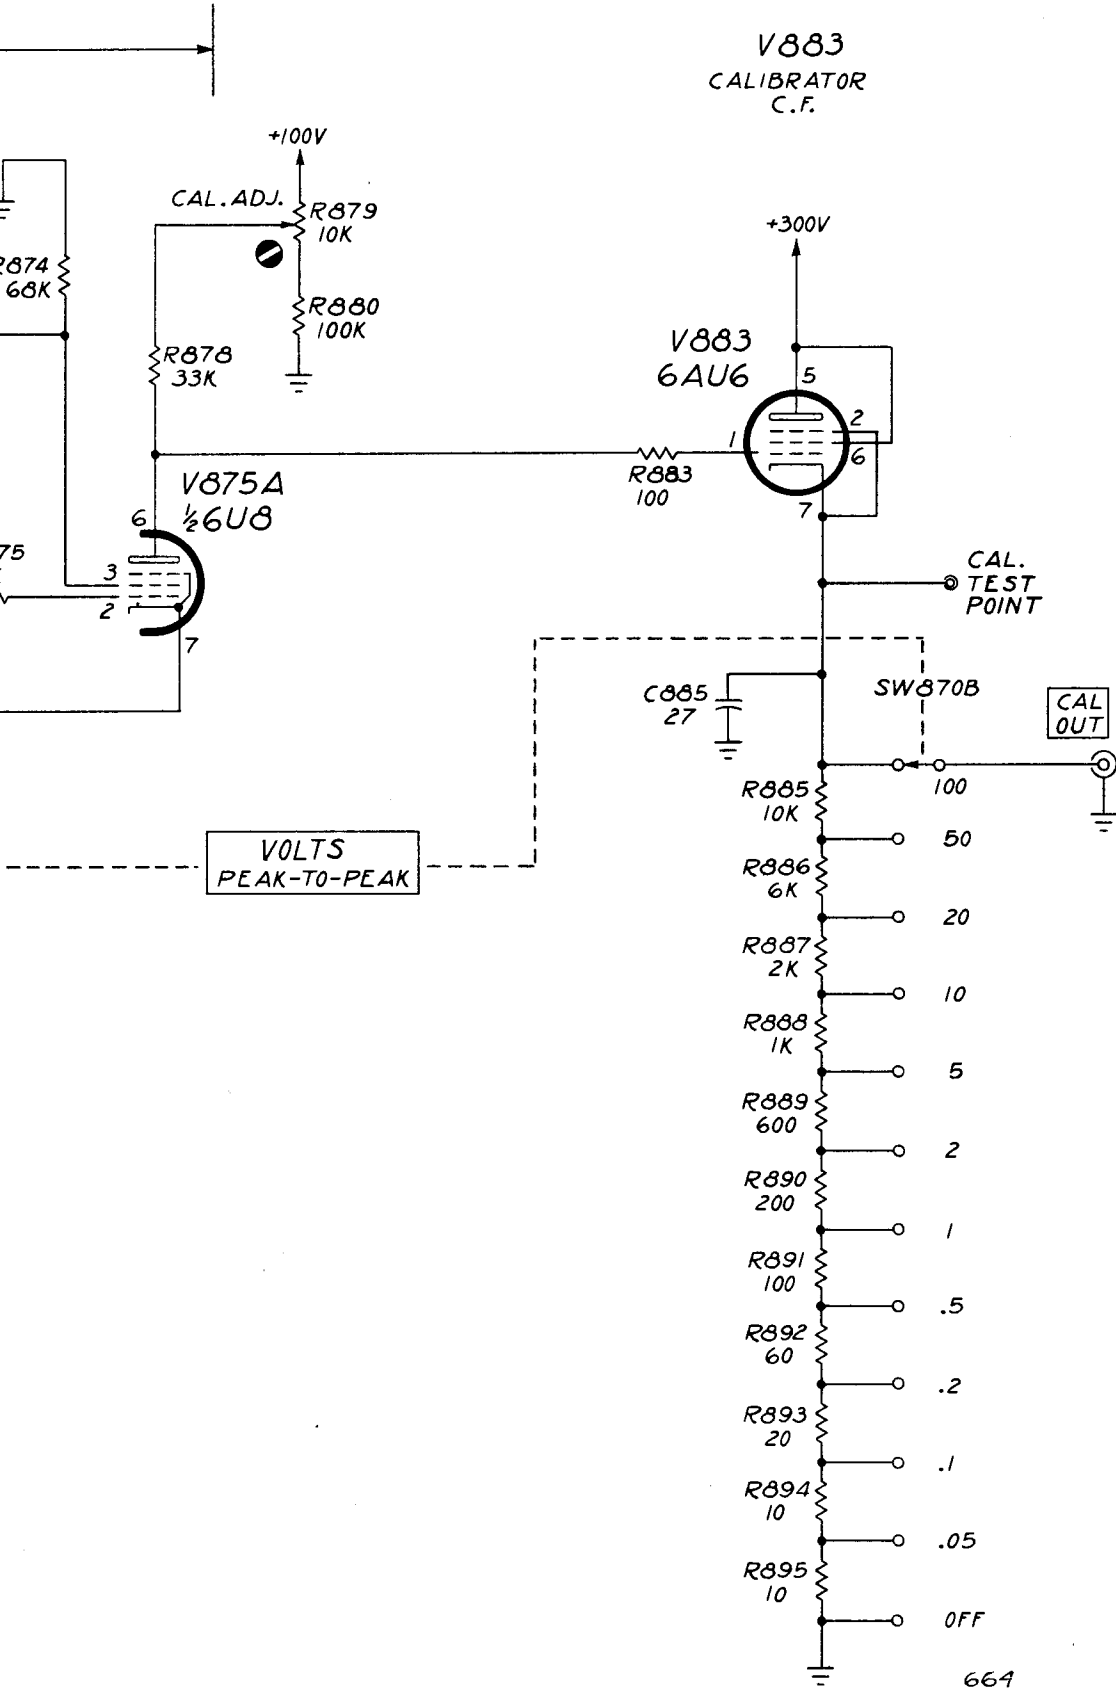 V883
CALIBRATOR
C.F.
+100V
CAL. ADJ.
R879
10K
R880
100K
R874
68K
R878
33K
+300V
V883
6AU6
5
2
1
6
7
R883
100
V875A
½6U8
6
3
2
7
75
CAL.
TEST
POINT
C885
27
SW870B
CAL
OUT
VOLTS
PEAK-TO-PEAK
100
R885
10K
50
R886
6K
20
R887
2K
10
R888
1K
5
R889
600
2
R890
200
1
R891
100
.5
R892
60
.2
R893
20
.1
R894
10
.05
R895
10
OFF
664